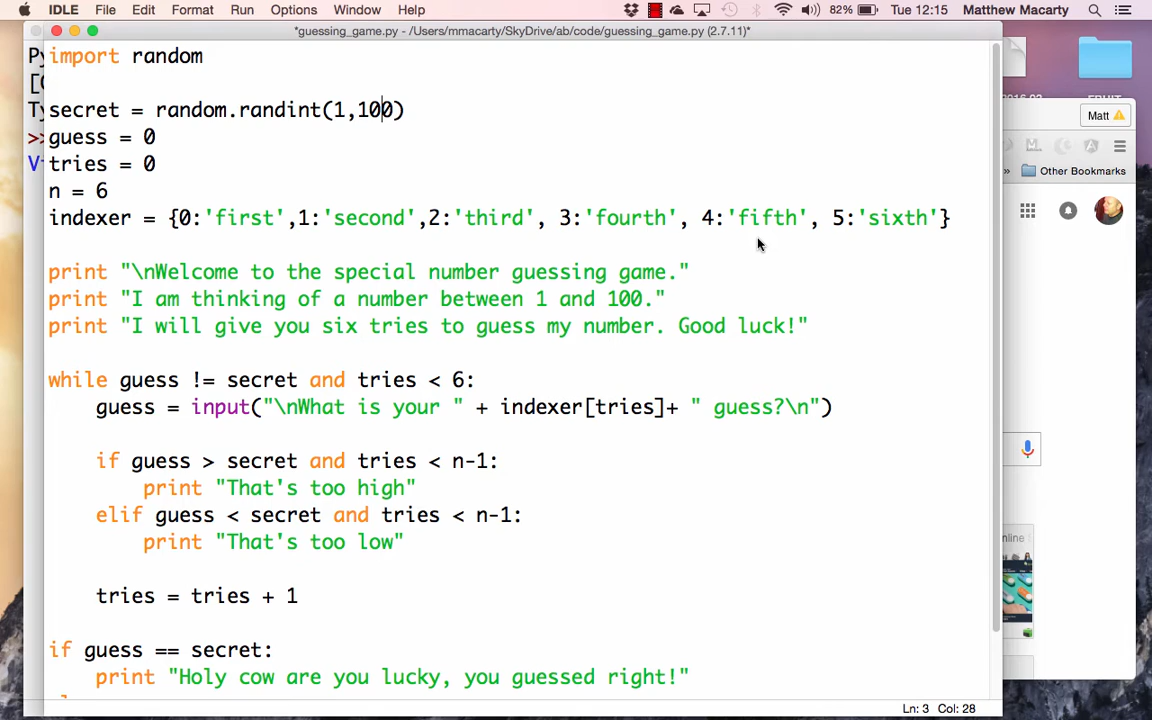 IDLE File Edit Format Run Options Window Help 82% Tue 12:15 Matthew Macarty
*guessing_game.py - /Users/mmacarty/SkyDrive/ab/code/guessing_game.py (2.7.11)*
import random
secret = random.randint(1,100)
guess = 0
tries = 0
n = 6
indexer = {0:'first',1:'second',2:'third', 3:'fourth', 4:'fifth', 5:'sixth'}
print "\nWelcome to the special number guessing game."
print "I am thinking of a number between 1 and 100."
print "I will give you six tries to guess my number. Good luck!"
while guess != secret and tries < 6:
guess = input("\nWhat is your " + indexer[tries]+ " guess?\n")
if guess > secret and tries < n-1:
print "That's too high"
elif guess < secret and tries < n-1:
print "That's too low"
tries = tries + 1
if guess == secret:
print "Holy cow are you lucky, you guessed right!"
Ln: 3 Col: 28
Matt
» Other Bookmarks